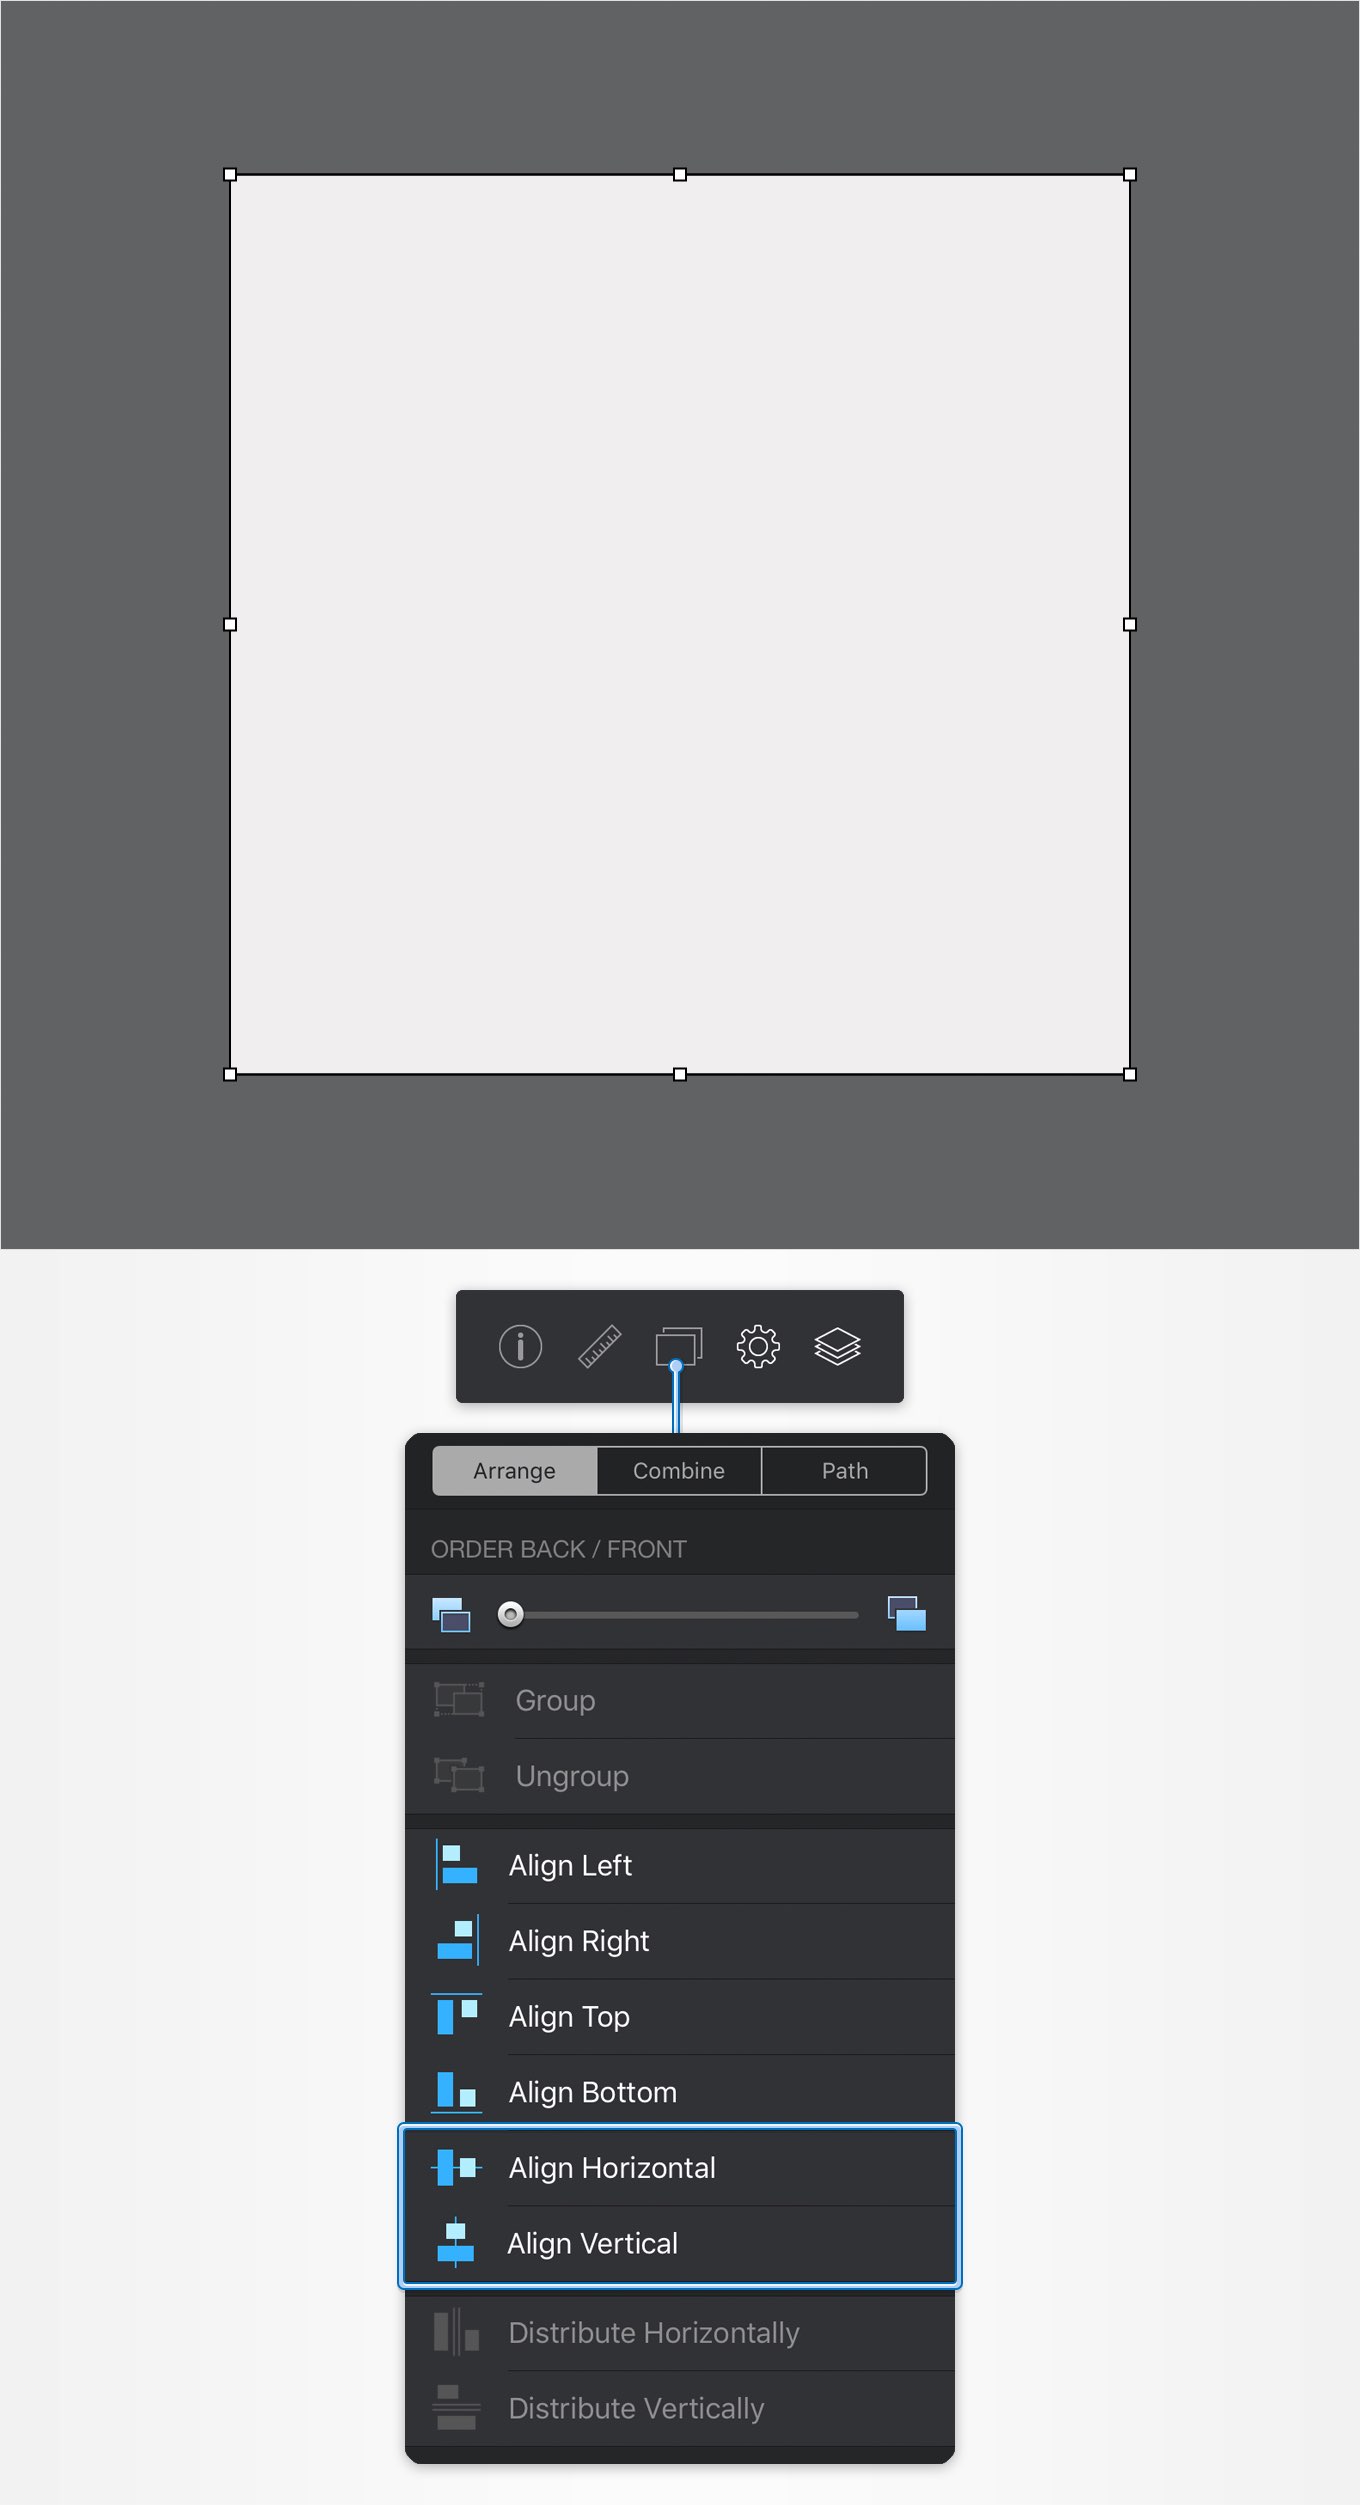 Arrange
Combine
Path
ORDER BACK / FRONT
Group
Ungroup
Align Left
Align Right
Align Top
Align Bottom
Align Horizontal
Align Vertical
Distribute Horizontally
Distribute Vertically